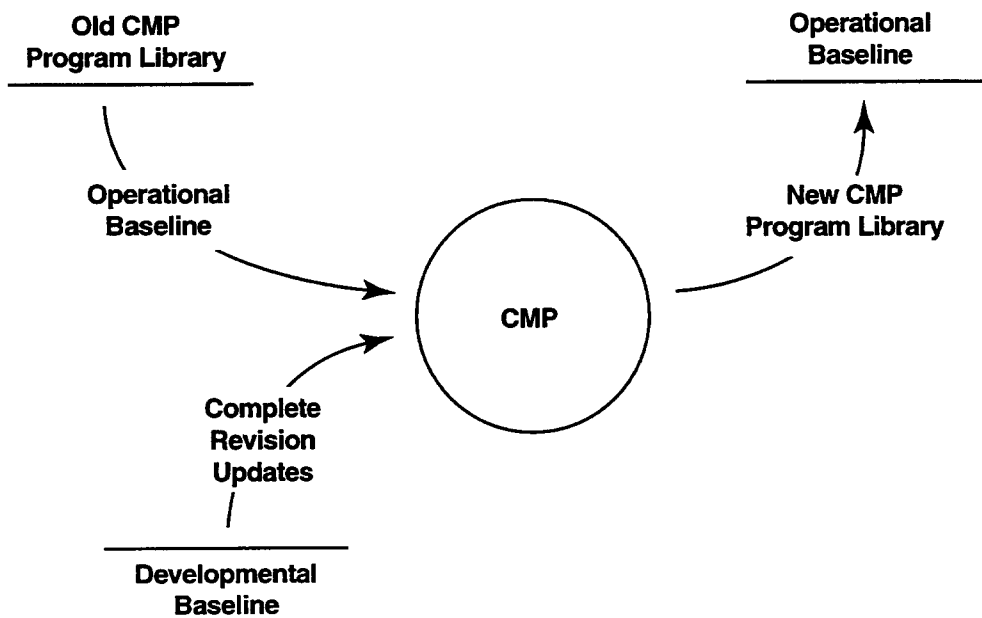 Old CMP
Program Library
Operational
Baseline
Operational
Baseline
New CMP
Program Library
CMP
Complete
Revision
Updates
Developmental
Baseline